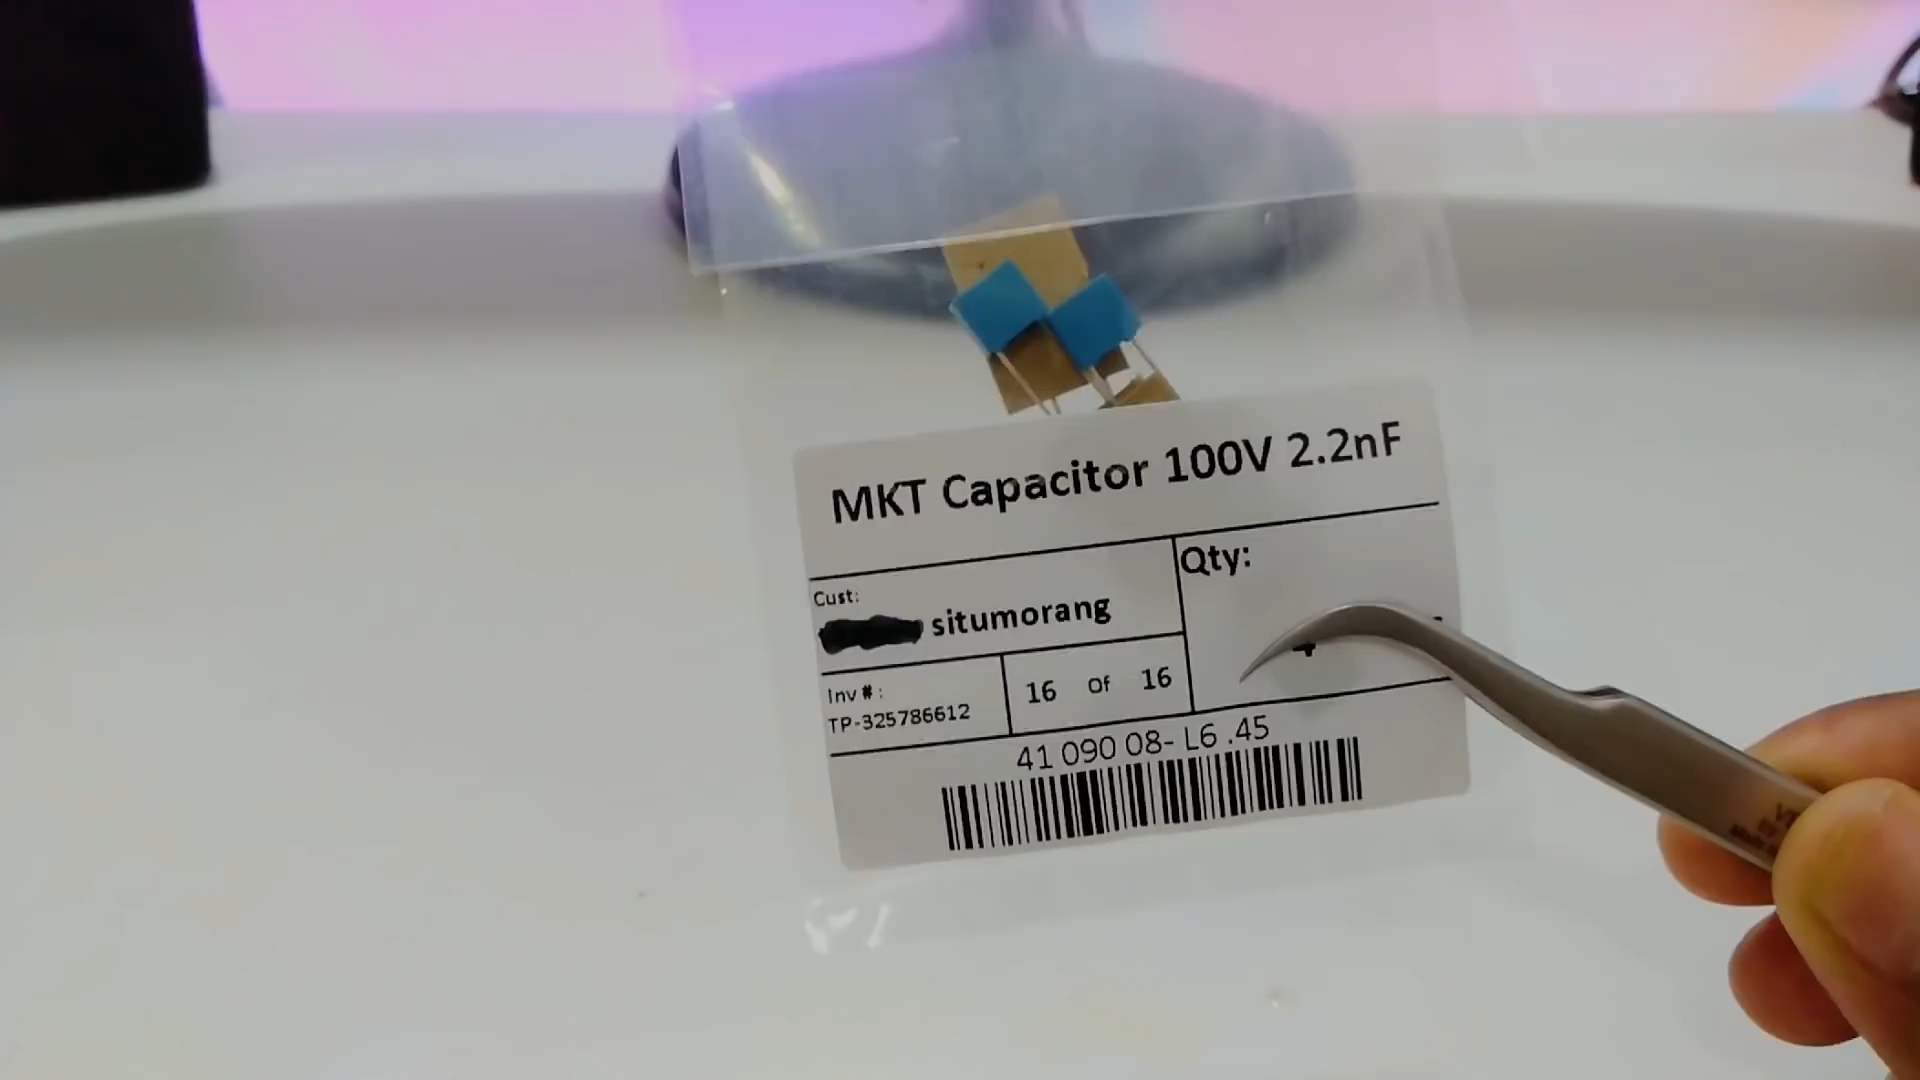 MKT Capacitor 100V 2.2nF
Cust:
situmorang
Qty:
4
Inv # :
TP-325786612
16 Of 16
41 090 08- L6 .45